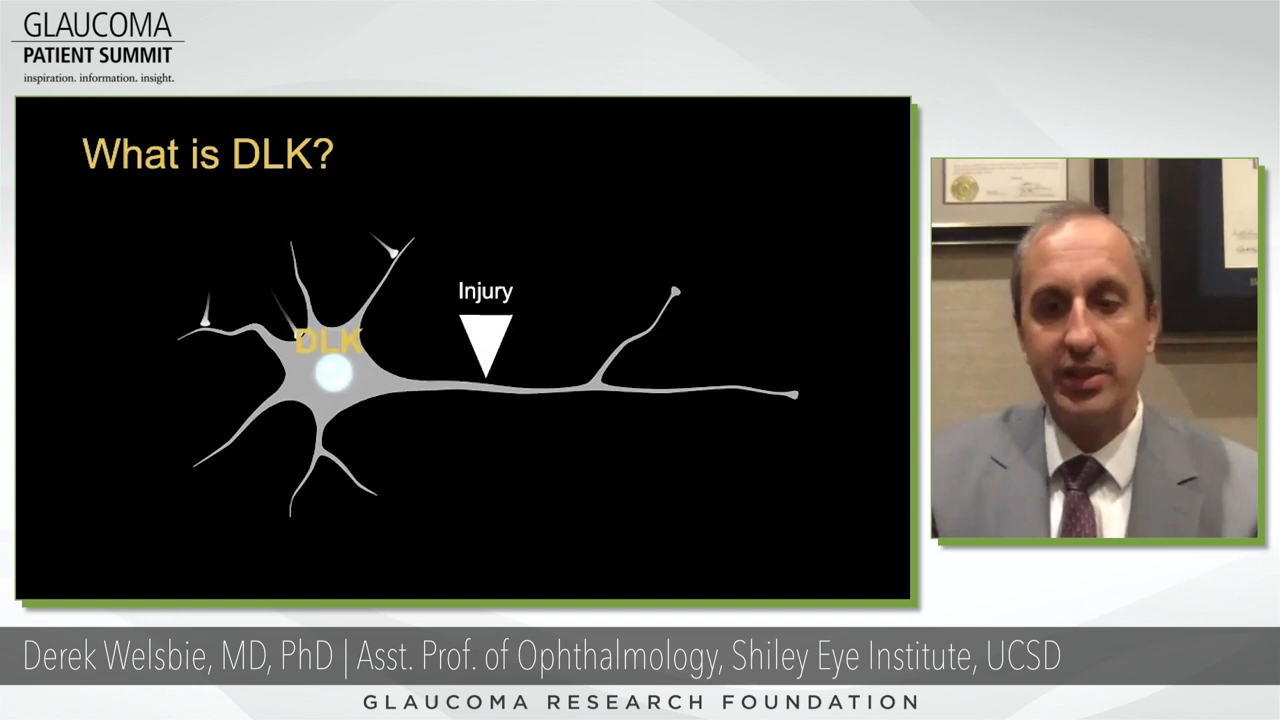 GLAUCOMA
PATIENT SUMMIT
inspiration. information. insight.
What is DLK?
Injury
DLK
Derek Welsbie, MD, PhD | Asst. Prof. of Ophthalmology, Shiley Eye Institute, UCSD
GLAUCOMA RESEARCH FOUNDATION